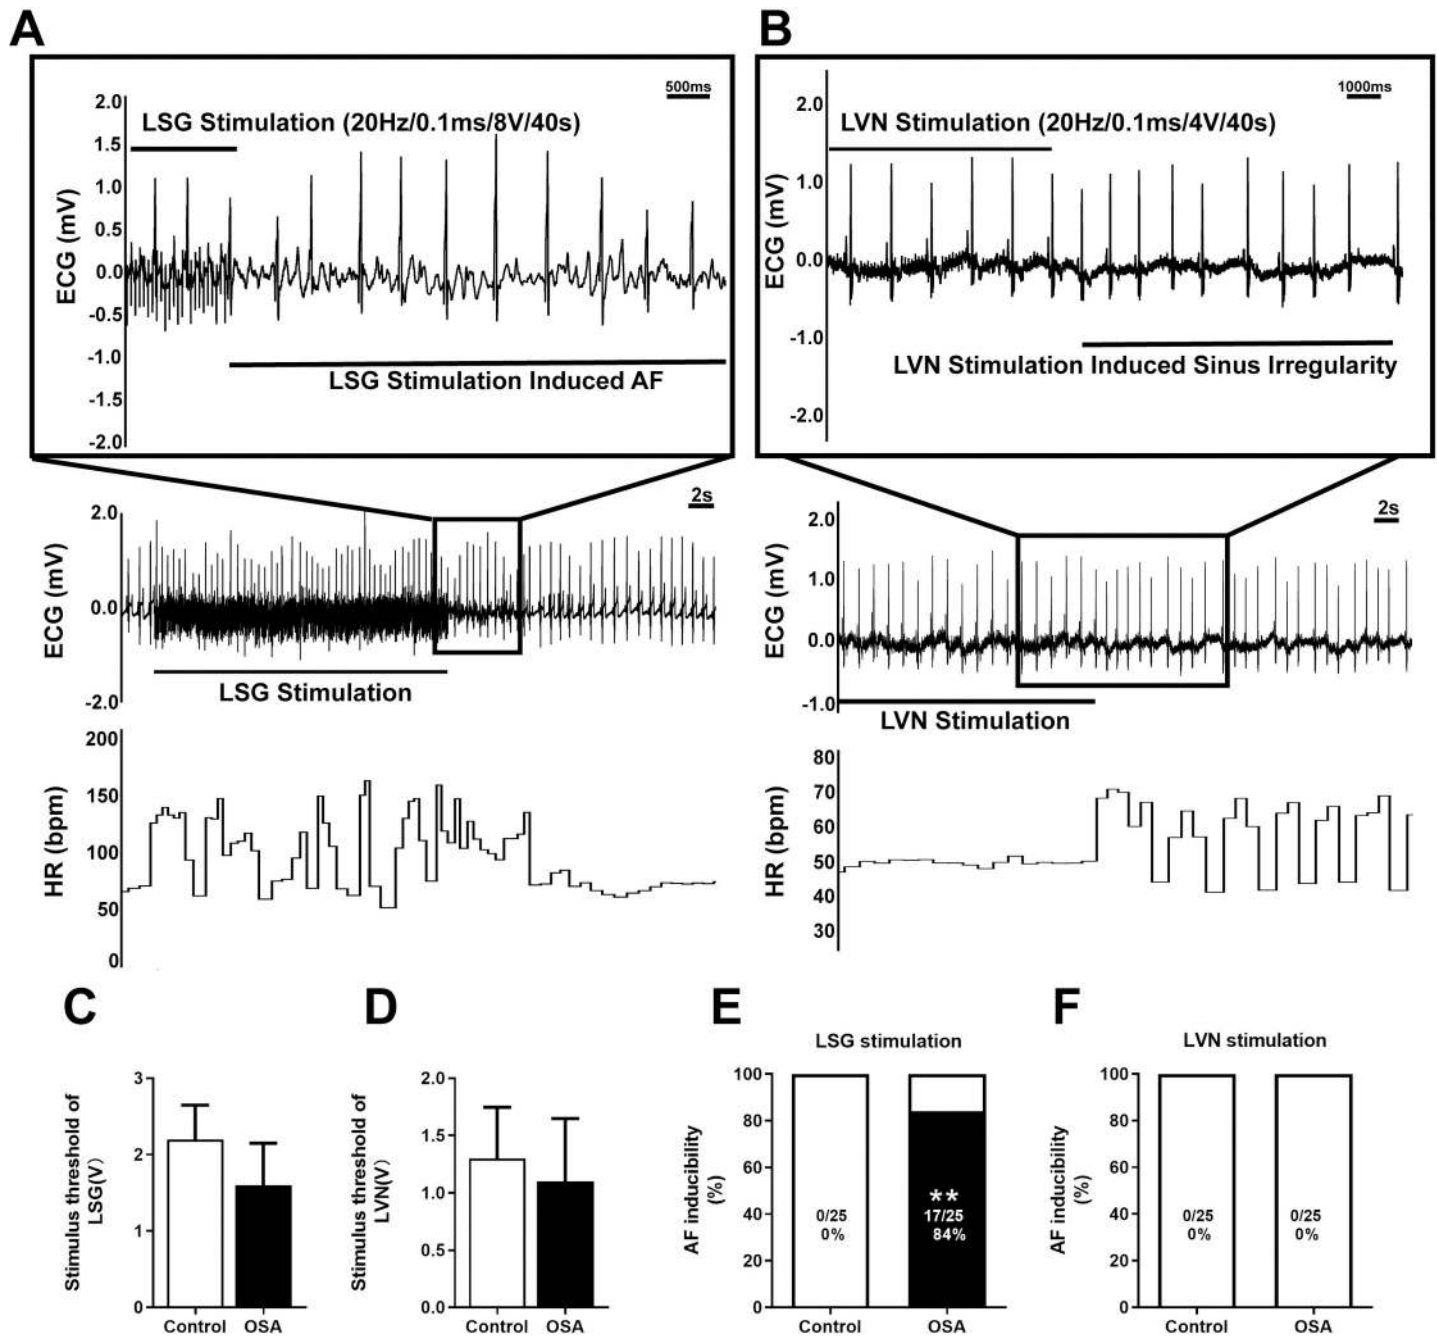 A
500ms
LSG Stimulation (20Hz/0.1ms/8V/40s)
2.0
1.5
1.0
0.5
0.0
-0.5
-1.0
-1.5
-2.0
ECG (mV)
LSG Stimulation Induced AF
2s
2.0
0.0
-2.0
ECG (mV)
LSG Stimulation
200
150
100
50
0
HR (bpm)
B
1000ms
LVN Stimulation (20Hz/0.1ms/4V/40s)
2.0
1.0
0.0
-1.0
-2.0
ECG (mV)
LVN Stimulation Induced Sinus Irregularity
2s
2.0
1.0
0.0
-1.0
ECG (mV)
LVN Stimulation
80
70
60
50
40
30
HR (bpm)
C
Stimulus threshold of
LSG(V)
3
2
1
0
Control OSA
D
Stimulus threshold of
LVN(V)
2.0
1.5
1.0
0.5
0.0
Control OSA
E
LSG stimulation
AF inducibility
(%)
100
80
60
40
20
0
0/25
0%
**
17/25
84%
Control OSA
F
LVN stimulation
AF inducibility
(%)
100
80
60
40
20
0
0/25
0%
0/25
0%
Control OSA